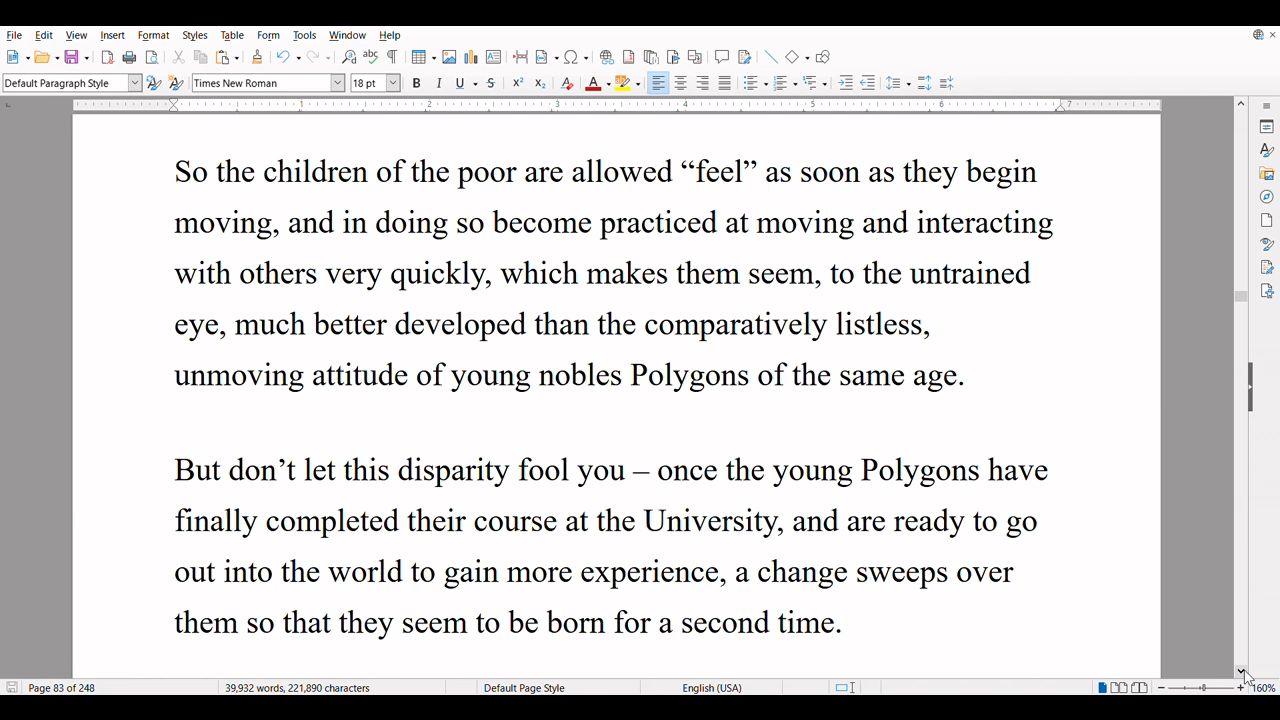 File Edit View Insert Format Styles Table Form Tools Window Help
Default Paragraph Style Times New Roman 18 pt
1 2 3 4 5 6 7
So the children of the poor are allowed “feel” as soon as they begin
moving, and in doing so become practiced at moving and interacting
with others very quickly, which makes them seem, to the untrained
eye, much better developed than the comparatively listless,
unmoving attitude of young nobles Polygons of the same age.
But don’t let this disparity fool you – once the young Polygons have
finally completed their course at the University, and are ready to go
out into the world to gain more experience, a change sweeps over
them so that they seem to be born for a second time.
Page 83 of 248 39,932 words, 221,890 characters Default Page Style English (USA) 160%